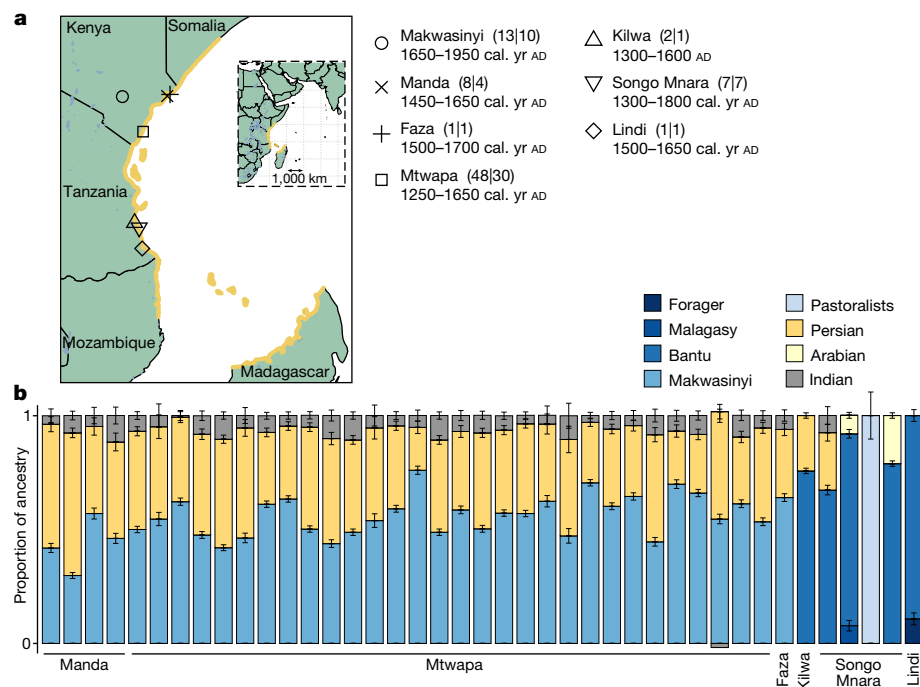 a
Kenya
Somalia
Tanzania
Mozambique
Madagascar
1,000 km
Makwasinyi (13|10)
1650–1950 cal. yr AD
Manda (8|4)
1450–1650 cal. yr AD
Faza (1|1)
1500–1700 cal. yr AD
Mtwapa (48|30)
1250–1650 cal. yr AD
Kilwa (2|1)
1300–1600 AD
Songo Mnara (7|7)
1300–1800 cal. yr AD
Lindi (1|1)
1500–1650 cal. yr AD
Forager
Malagasy
Bantu
Makwasinyi
Pastoralists
Persian
Arabian
Indian
b
Proportion of ancestry
1
0
Manda
Mtwapa
Faza
Kilwa
Songo
Mnara
Lindi